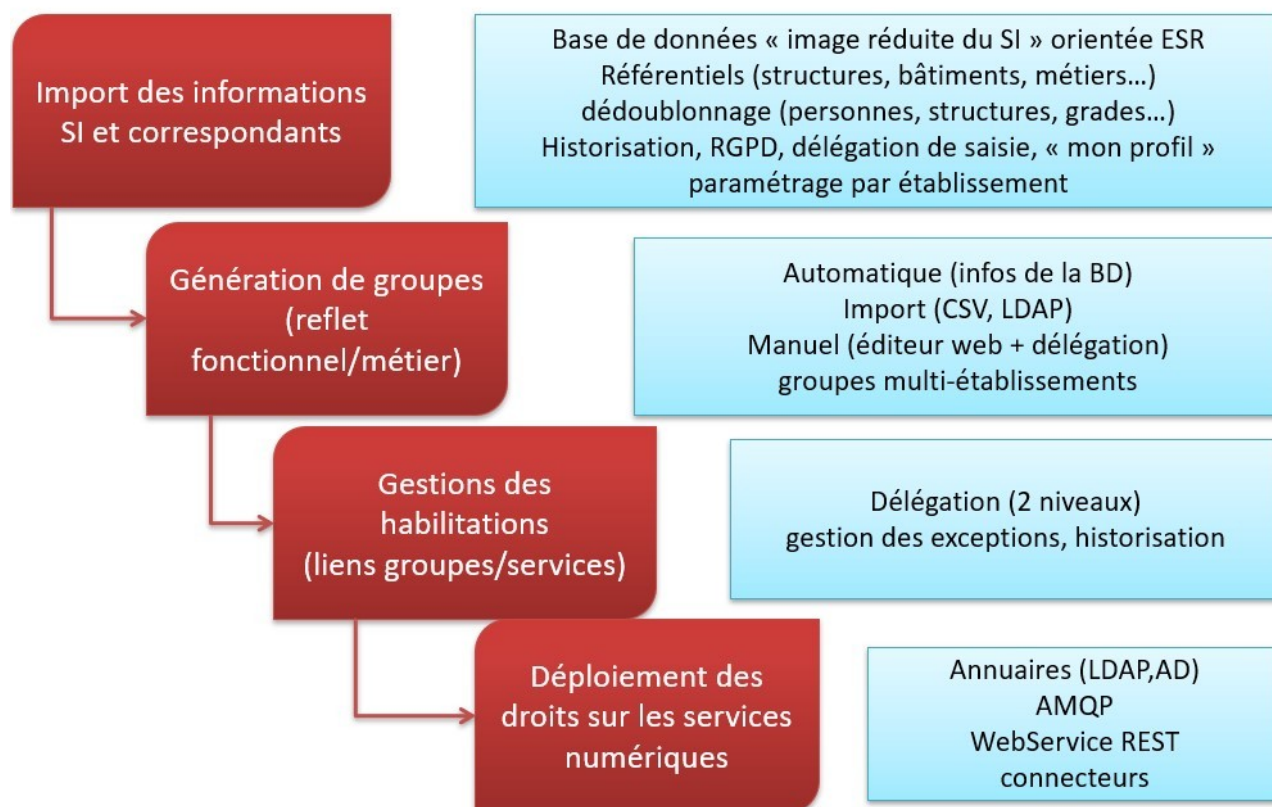 Import des informations
SI et correspondants
Base de données « image réduite du SI » orientée ESR
Référentiels (structures, bâtiments, métiers…)
dédoublonnage (personnes, structures, grades…)
Historisation, RGPD, délégation de saisie, « mon profil »
paramétrage par établissement
Génération de groupes
(reflet
fonctionnel/métier)
Automatique (infos de la BD)
Import (CSV, LDAP)
Manuel (éditeur web + délégation)
groupes multi-établissements
Gestions des
habilitations
(liens groupes/services)
Délégation (2 niveaux)
gestion des exceptions, historisation
Déploiement des
droits sur les services
numériques
Annuaires (LDAP,AD)
AMQP
WebService REST
connecteurs